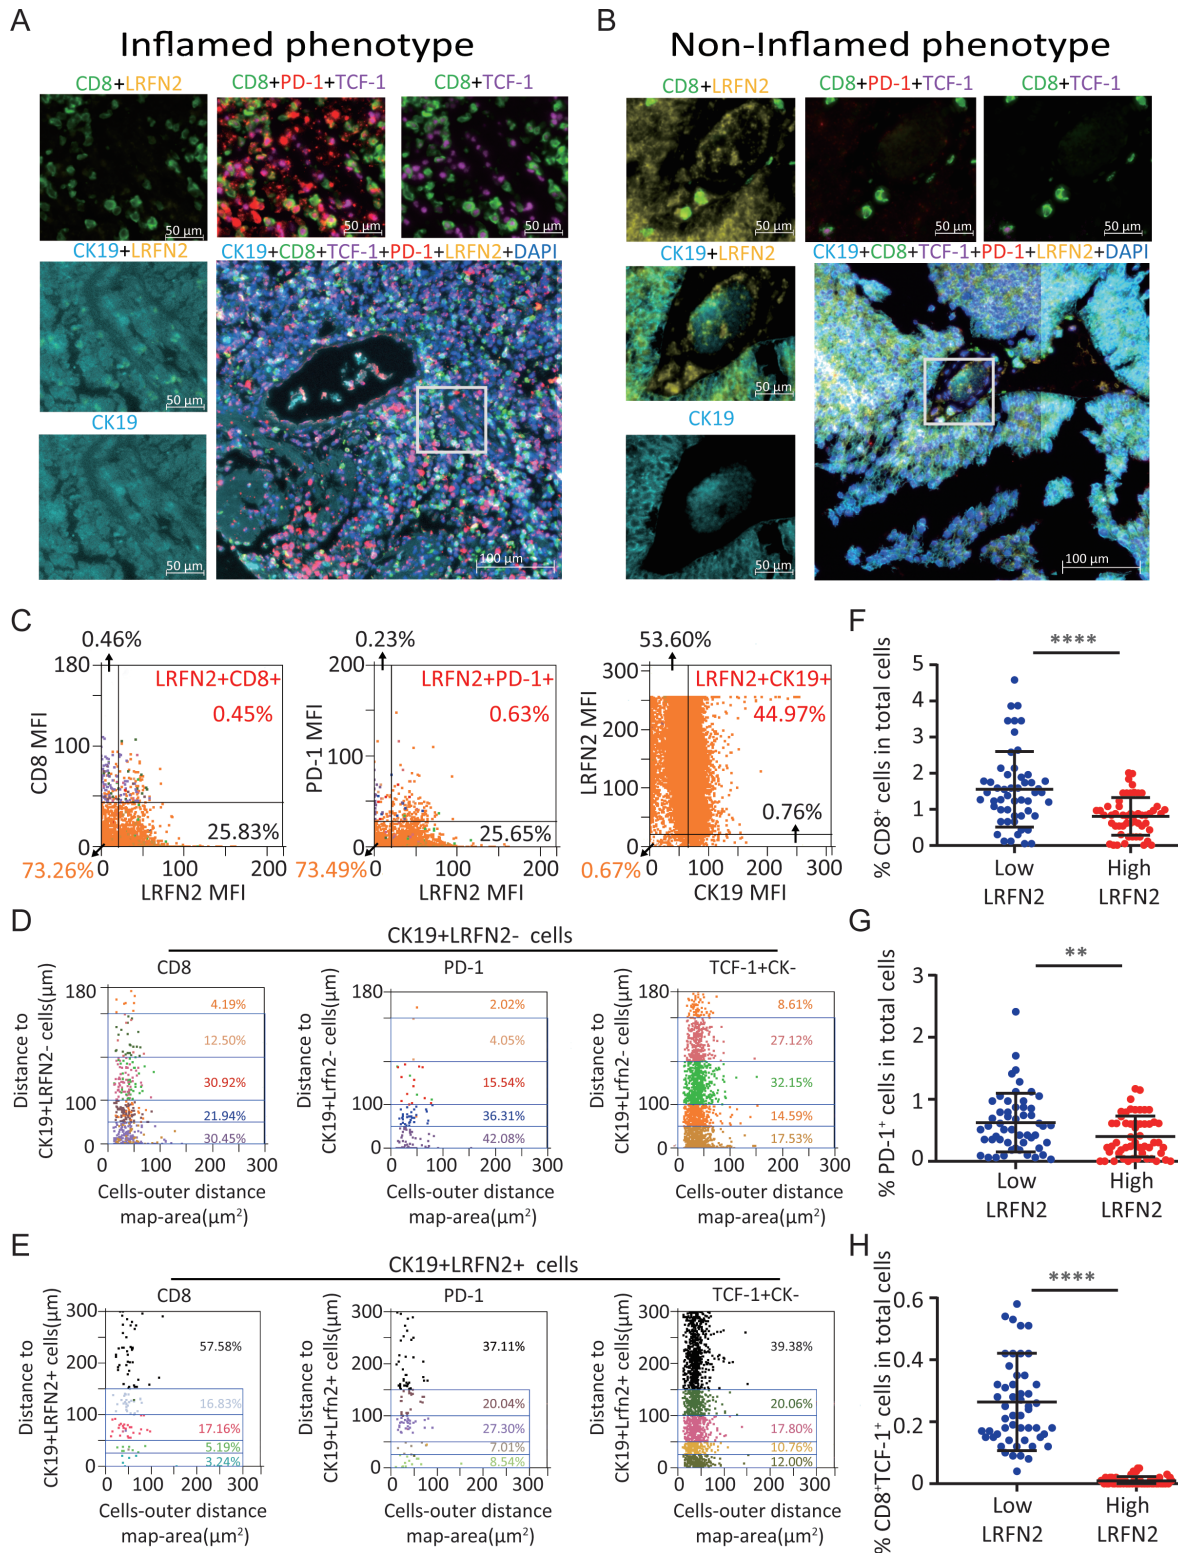 A
Inflamed phenotype
CD8+LRFN2
CD8+PD-1+TCF-1
CD8+TCF-1
50 µm
50 µm
50 µm
CK19+LRFN2
CK19+CD8+TCF-1+PD-1+LRFN2+DAPI
50 µm
CK19
50 µm
100 µm
B
Non-Inflamed phenotype
CD8+LRFN2
CD8+PD-1+TCF-1
CD8+TCF-1
50 µm
50 µm
50 µm
CK19+LRFN2
CK19+CD8+TCF-1+PD-1+LRFN2+DAPI
50 µm
CK19
50 µm
100 µm
C
0.46%
180
LRFN2+CD8+
0.45%
CD8 MFI
100
25.83%
0
73.26%
0
100
200
LRFN2 MFI
0.23%
200
LRFN2+PD-1+
0.63%
PD-1 MFI
100
25.65%
0
73.49%
0
100
200
LRFN2 MFI
53.60%
300
LRFN2+CK19+
44.97%
LRFN2 MFI
200
100
0.76%
0
0.67%
0
100
200
300
CK19 MFI
D
CK19+LRFN2- cells
CD8
Distance to
CK19+LRFN2- cells(µm)
180
100
0
4.19%
12.50%
30.92%
21.94%
30.45%
0
100
200
300
Cells-outer distance
map-area(µm²)
PD-1
Distance to
CK19+Lrfn2- cells(µm)
180
100
0
2.02%
4.05%
15.54%
36.31%
42.08%
0
100
200
300
Cells-outer distance
map-area(µm²)
TCF-1+CK-
Distance to
CK19+Lrfn2- cells(µm)
180
100
0
8.61%
27.12%
32.15%
14.59%
17.53%
0
100
200
300
Cells-outer distance
map-area(µm²)
E
CK19+LRFN2+ cells
CD8
Distance to
CK19+LRFN2+ cells(µm)
300
200
100
0
57.58%
16.83%
17.16%
5.19%
3.24%
0
100
200
300
Cells-outer distance
map-area(µm²)
PD-1
Distance to
CK19+Lrfn2+ cells(µm)
300
200
100
0
37.11%
20.04%
27.30%
7.01%
8.54%
0
100
200
300
Cells-outer distance
map-area(µm²)
TCF-1+CK-
Distance to
CK19+Lrfn2+ cells(µm)
300
200
100
0
39.38%
20.06%
17.80%
10.76%
12.00%
0
100
200
300
Cells-outer distance
map-area(µm²)
F
****
% CD8⁺ cells in total cells
5
4
3
2
1
0
Low
LRFN2
High
LRFN2
G
**
% PD-1⁺ cells in total cells
3
2
1
0
Low
LRFN2
High
LRFN2
H
****
% CD8⁺TCF-1⁺ cells in total cells
0.6
0.4
0.2
0
Low
LRFN2
High
LRFN2